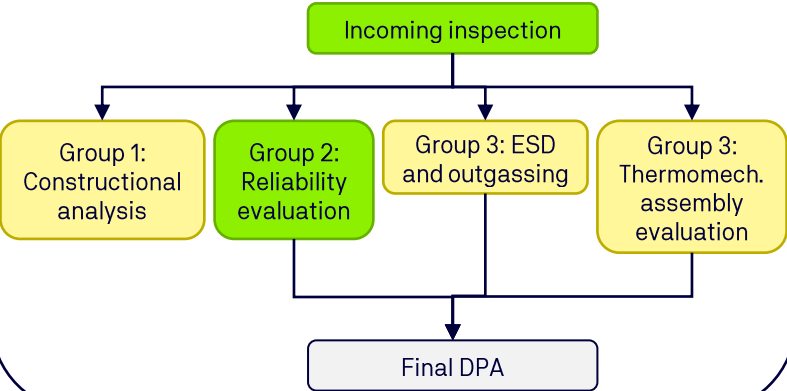 Incoming inspection
Group 1:
Constructional
analysis
Group 2:
Reliability
evaluation
Group 3: ESD
and outgassing
Group 3:
Thermomech.
assembly
evaluation
Final DPA